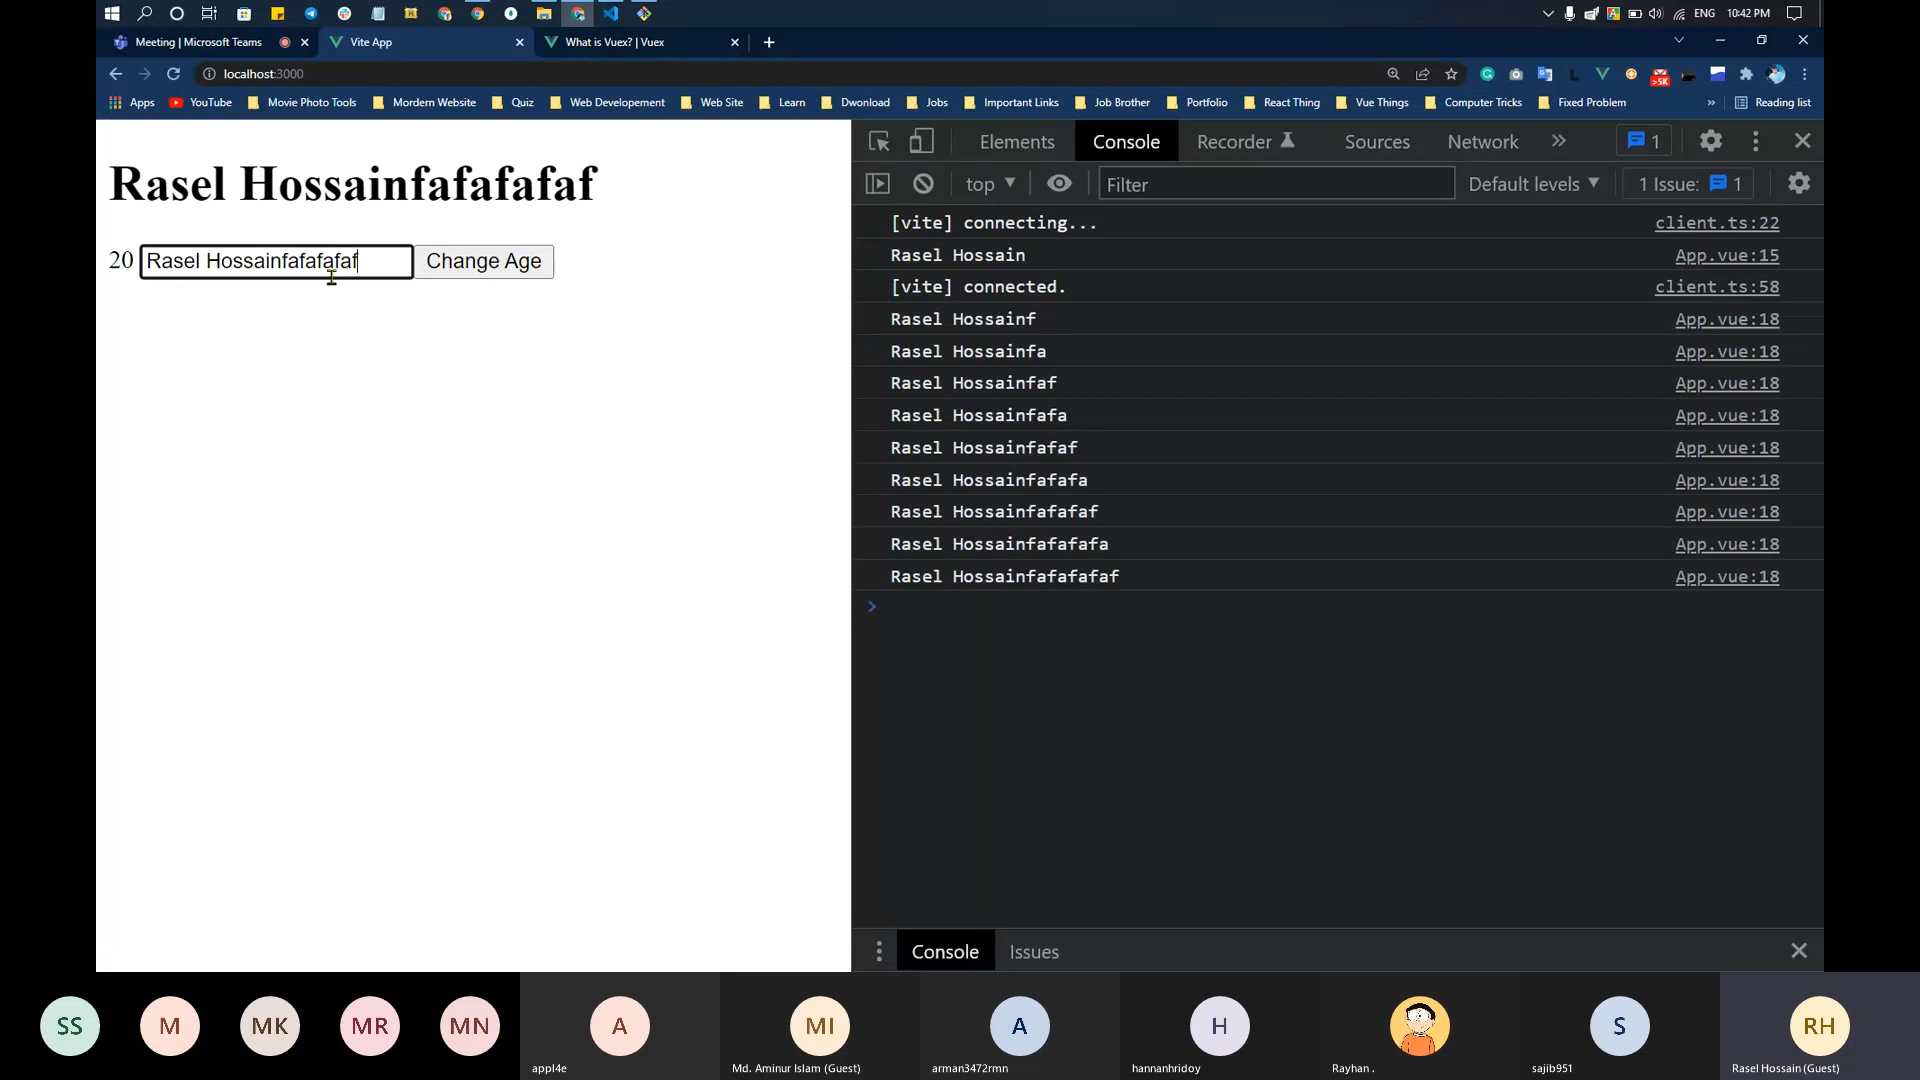 ENG 10:42 PM
Meeting | Microsoft Teams
Vite App
What is Vuex? | Vuex
localhost:3000
>5K
Apps YouTube Movie Photo Tools Mordern Website Quiz Web Developement Web Site Learn Dwonload Jobs Important Links Job Brother Portfolio React Thing Vue Things Computer Tricks Fixed Problem » Reading list
Rasel Hossainfafafafaf
20 Rasel Hossainfafafafaf Change Age
Elements Console Recorder Sources Network » 1
top Filter Default levels 1 Issue: 1
[vite] connecting... client.ts:22
Rasel Hossain App.vue:15
[vite] connected. client.ts:58
Rasel Hossainf App.vue:18
Rasel Hossainfa App.vue:18
Rasel Hossainfaf App.vue:18
Rasel Hossainfafa App.vue:18
Rasel Hossainfafaf App.vue:18
Rasel Hossainfafafa App.vue:18
Rasel Hossainfafafaf App.vue:18
Rasel Hossainfafafafa App.vue:18
Rasel Hossainfafafafaf App.vue:18
Console Issues
SS M MK MR MN A MI A H S RH
appl4e Md. Aminur Islam (Guest) arman3472rmn hannanhridoy Rayhan . sajib951 Rasel Hossain (Guest)